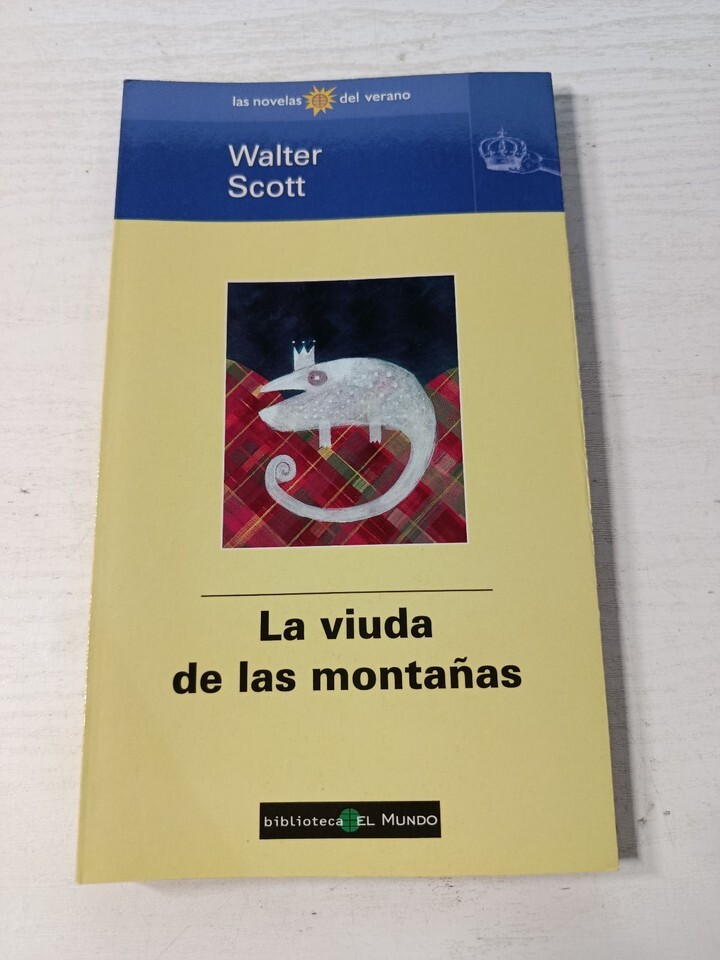 las novelas del verano
Walter
Scott
La viuda
de las montañas
biblioteca EL MUNDO